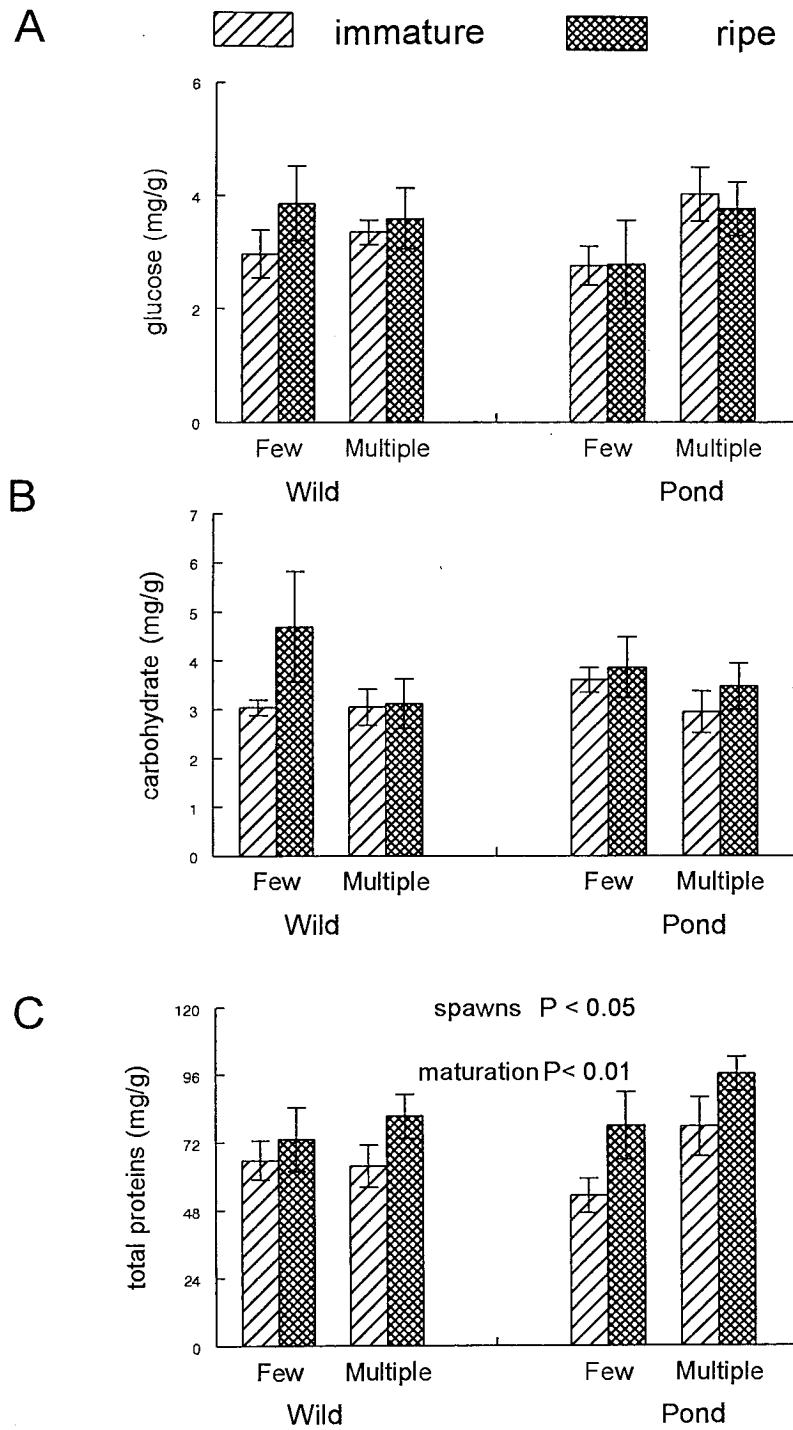 A immature ripe
6
4
2
0
glucose (mg/g)
Few Multiple Few Multiple
Wild Pond
B
7
6
5
4
3
2
1
0
carbohydrate (mg/g)
Few Multiple Few Multiple
Wild Pond
C
spawns P < 0.05
maturation P< 0.01
120
96
72
48
24
0
total proteins (mg/g)
Few Multiple Few Multiple
Wild Pond